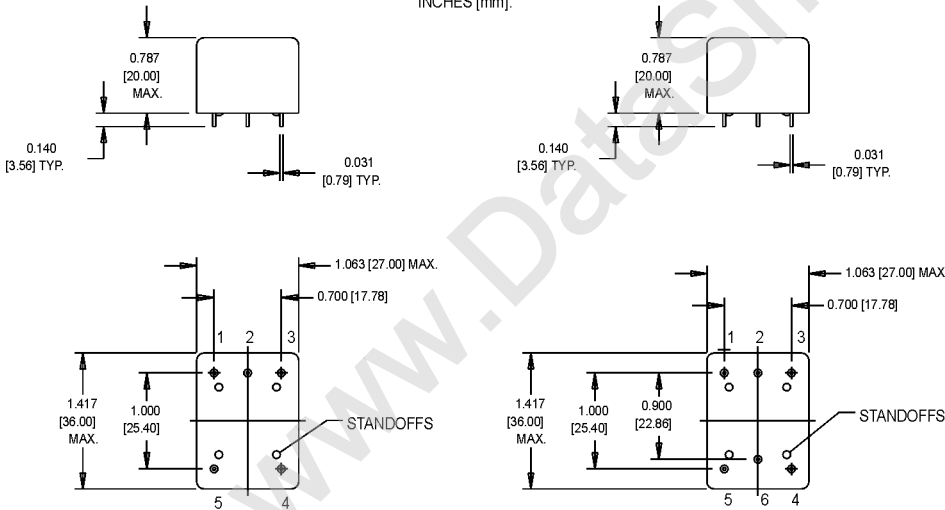 INCHES [mm].
0.787
[20.00]
MAX.
0.140
[3.56] TYP.
0.031
[0.79] TYP.
0.787
[20.00]
MAX.
0.140
[3.56] TYP.
0.031
[0.79] TYP.
1.063 [27.00] MAX.
0.700 [17.78]
1 2 3
1.417
[36.00]
MAX.
1.000
[25.40]
STANDOFFS
5 4
1.063 [27.00] MAX
0.700 [17.78]
1 2 3
1.417
[36.00]
MAX.
1.000
[25.40]
0.900
[22.86]
STANDOFFS
5 6 4
www.DataSh